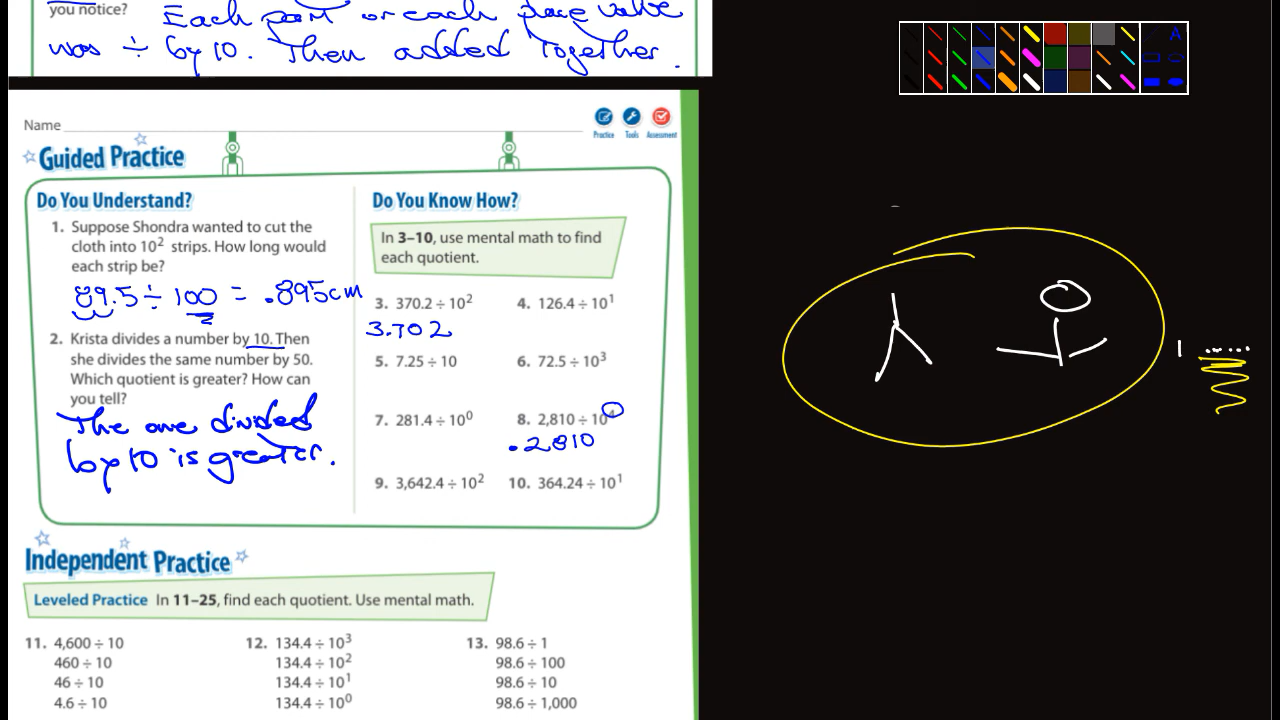 you notice? Each part or each place value
was ÷ by 10. Then added together.
Name
Practice Tools Assessment
Guided Practice
Do You Understand?
1. Suppose Shondra wanted to cut the
cloth into 10² strips. How long would
each strip be?
89.5 ÷ 100 = .895cm
2. Krista divides a number by 10. Then
she divides the same number by 50.
Which quotient is greater? How can
you tell?
The one divided
by 10 is greater.
Do You Know How?
In 3–10, use mental math to find
each quotient.
3. 370.2 ÷ 10² 4. 126.4 ÷ 10¹
3.702
5. 7.25 ÷ 10 6. 72.5 ÷ 10³
7. 281.4 ÷ 10⁰ 8. 2,810 ÷ 10⁴
.2810
9. 3,642.4 ÷ 10² 10. 364.24 ÷ 10¹
Independent Practice
Leveled Practice In 11–25, find each quotient. Use mental math.
11. 4,600 ÷ 10 12. 134.4 ÷ 10³ 13. 98.6 ÷ 1
460 ÷ 10 134.4 ÷ 10² 98.6 ÷ 100
46 ÷ 10 134.4 ÷ 10¹ 98.6 ÷ 10
4.6 ÷ 10 134.4 ÷ 10⁰ 98.6 ÷ 1,000
A